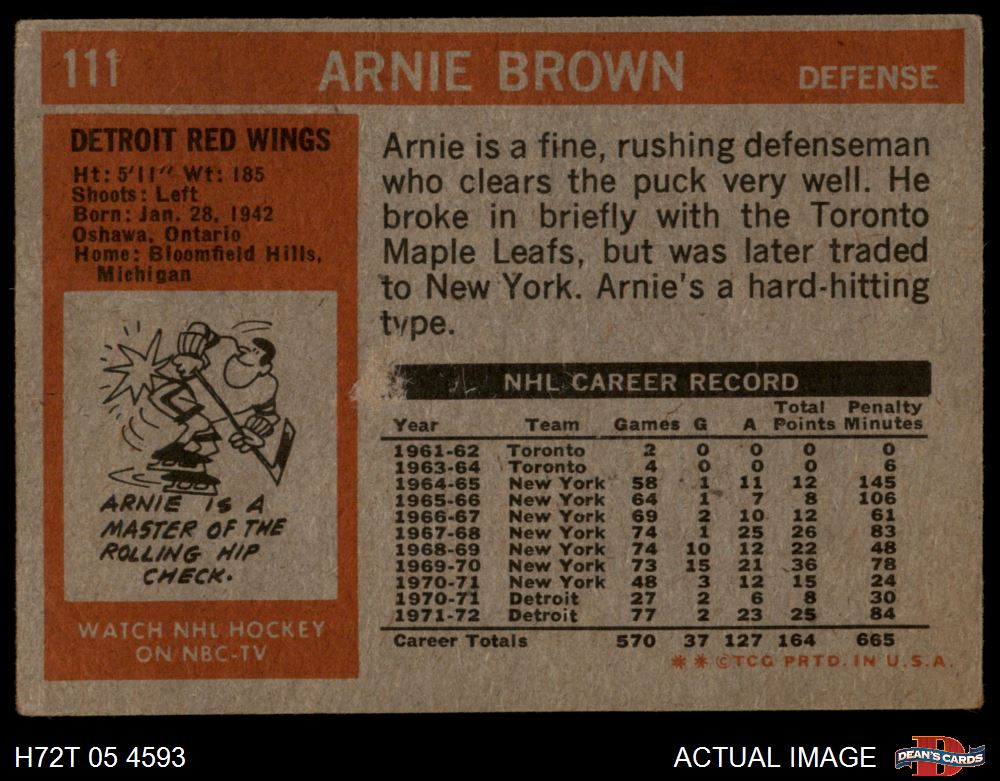 111 ARNIE BROWN DEFENSE
DETROIT RED WINGS
Ht: 5'11" Wt: 185
Shoots: Left
Born: Jan. 28, 1942
Oshawa, Ontario
Home: Bloomfield Hills,
Michigan
ARNIE IS A
MASTER OF THE
ROLLING HIP
CHECK.
WATCH NHL HOCKEY
ON NBC-TV
Arnie is a fine, rushing defenseman
who clears the puck very well. He
broke in briefly with the Toronto
Maple Leafs, but was later traded
to New York. Arnie's a hard-hitting
type.
NHL CAREER RECORD
Total Penalty
Year Team Games G A Points Minutes
1961-62 Toronto 2 0 0 0 0
1963-64 Toronto 4 0 0 0 6
1964-65 New York 58 1 11 12 145
1965-66 New York 64 1 7 8 106
1966-67 New York 69 2 10 12 61
1967-68 New York 74 1 25 26 83
1968-69 New York 74 10 12 22 48
1969-70 New York 73 15 21 36 78
1970-71 New York 48 3 12 15 24
1970-71 Detroit 27 2 6 8 30
1971-72 Detroit 77 2 23 25 84
Career Totals 570 37 127 164 665
* * ©TCG PRTD. IN U.S.A.
H72T 05 4593 ACTUAL IMAGE
DEAN'S CARDS